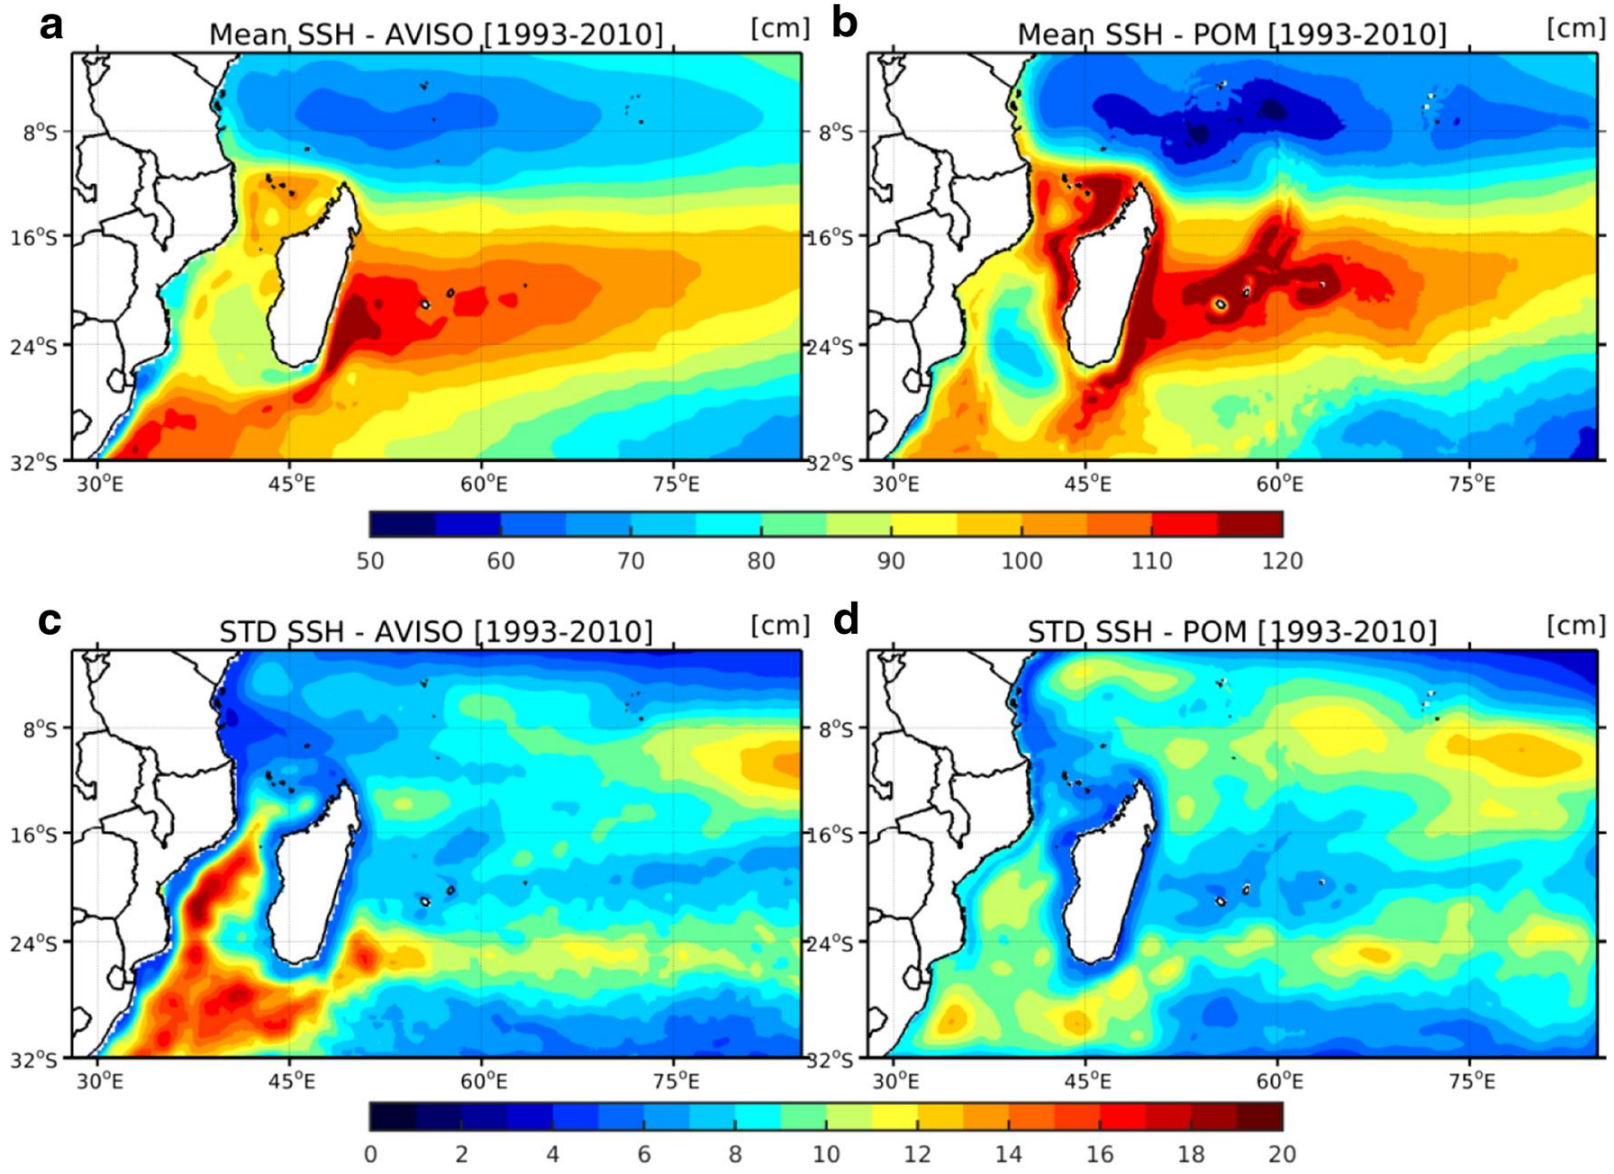 a
Mean SSH - AVISO [1993-2010]
[cm]
b
Mean SSH - POM [1993-2010]
[cm]
8°S
16°S
24°S
32°S
30°E
45°E
60°E
75°E
8°S
16°S
24°S
32°S
30°E
45°E
60°E
75°E
50 60 70 80 90 100 110 120
c
STD SSH - AVISO [1993-2010]
[cm]
d
STD SSH - POM [1993-2010]
[cm]
8°S
16°S
24°S
32°S
30°E
45°E
60°E
75°E
8°S
16°S
24°S
32°S
30°E
45°E
60°E
75°E
0 2 4 6 8 10 12 14 16 18 20